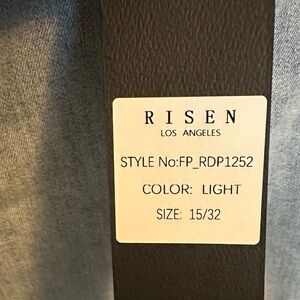 RISEN
LOS ANGELES
STYLE No:FP_RDP1252
COLOR: LIGHT
SIZE: 15/32